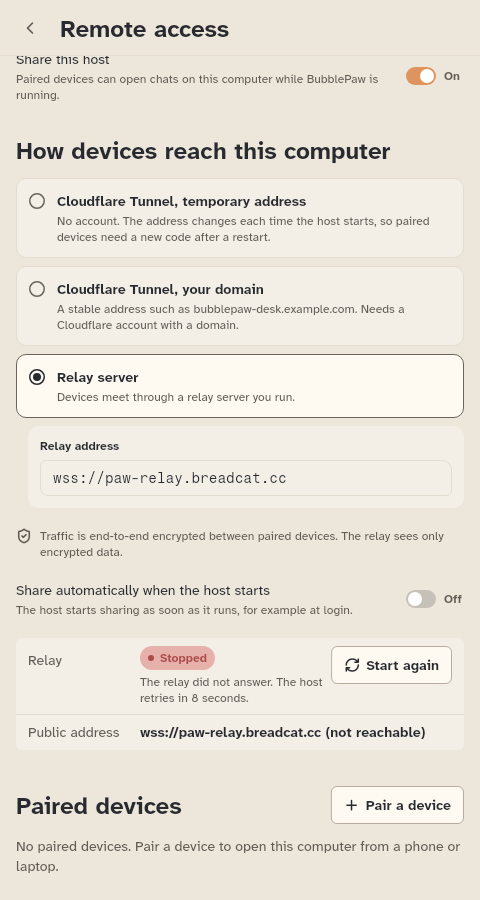 Remote access
Share this host
Paired devices can open chats on this computer while BubblePaw is
running.
On
How devices reach this computer
Cloudflare Tunnel, temporary address
No account. The address changes each time the host starts, so paired
devices need a new code after a restart.
Cloudflare Tunnel, your domain
A stable address such as bubblepaw-desk.example.com. Needs a
Cloudflare account with a domain.
Relay server
Devices meet through a relay server you run.
Relay address
wss://paw-relay.breadcat.cc
Traffic is end-to-end encrypted between paired devices. The relay sees only
encrypted data.
Share automatically when the host starts
The host starts sharing as soon as it runs, for example at login.
Off
Relay
Stopped
The relay did not answer. The host
retries in 8 seconds.
Start again
Public address
wss://paw-relay.breadcat.cc (not reachable)
Paired devices
Pair a device
No paired devices. Pair a device to open this computer from a phone or
laptop.